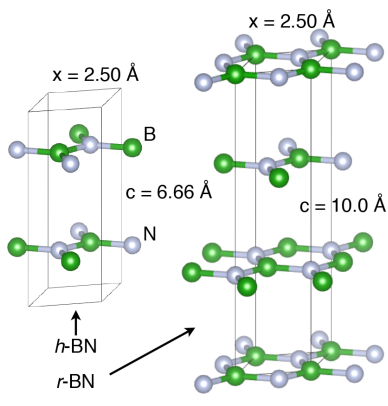 x = 2.50 Å
x = 2.50 Å
B
c = 6.66 Å
c = 10.0 Å
N
h-BN
r-BN